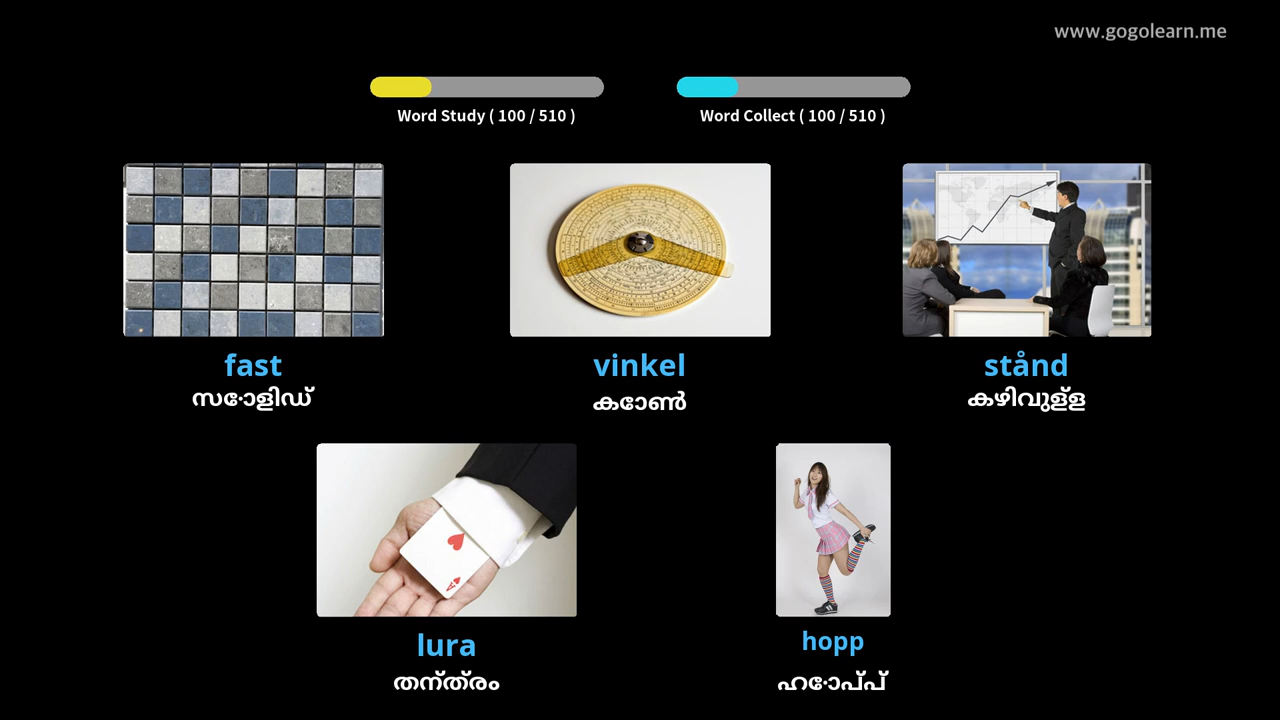 www.gogolearn.me
Word Study ( 100 / 510 )
Word Collect ( 100 / 510 )
fast
സോളിഡ്
vinkel
കോൺ
stånd
കഴിവുള്ള
lura
തന്ത്രം
hopp
ഹോപ്പ്